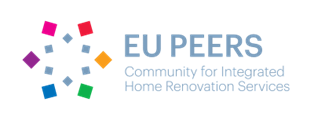 EU PEERS
Community for Integrated
Home Renovation Services